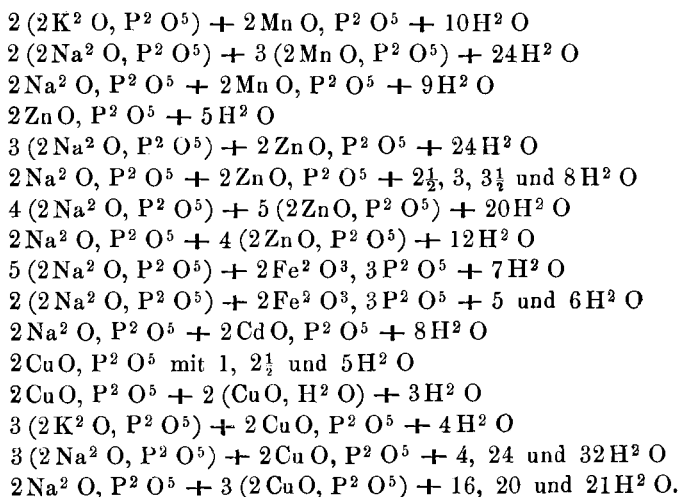 2 (2K² O, P² O⁵) + 2Mn O, P² O⁵ + 10H² O
2 (2Na² O, P² O⁵) + 3 (2Mn O, P² O⁵) + 24H² O
2Na² O, P² O⁵ + 2Mn O, P² O⁵ + 9H² O
2Zn O, P² O⁵ + 5H² O
3 (2Na² O, P² O⁵) + 2Zn O, P² O⁵ + 24H² O
2Na² O, P² O⁵ + 2Zn O, P² O⁵ + 2½, 3, 3½ und 8H² O
4 (2Na² O, P² O⁵) + 5 (2Zn O, P² O⁵) + 20H² O
2Na² O, P² O⁵ + 4 (2Zn O, P² O⁵) + 12H² O
5 (2Na² O, P² O⁵) + 2Fe² O³, 3P² O⁵ + 7H² O
2 (2Na² O, P² O⁵) + 2Fe² O³, 3P² O⁵ + 5 und 6H² O
2Na² O, P² O⁵ + 2Cd O, P² O⁵ + 8H² O
2Cu O, P² O⁵ mit 1, 2½ und 5H² O
2Cu O, P² O⁵ + 2 (Cu O, H² O) + 3H² O
3 (2K² O, P² O⁵) + 2Cu O, P² O⁵ + 4H² O
3 (2Na² O, P² O⁵) + 2Cu O, P² O⁵ + 4, 24 und 32H² O
2Na² O, P² O⁵ + 3 (2Cu O, P² O⁵) + 16, 20 und 21H² O.